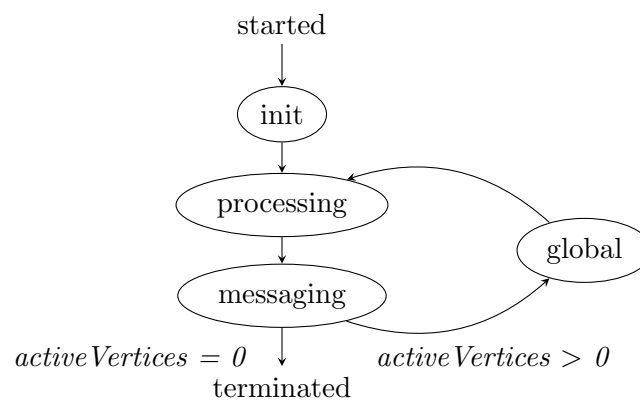 started
init
processing
global
messaging
activeVertices = 0
activeVertices > 0
terminated